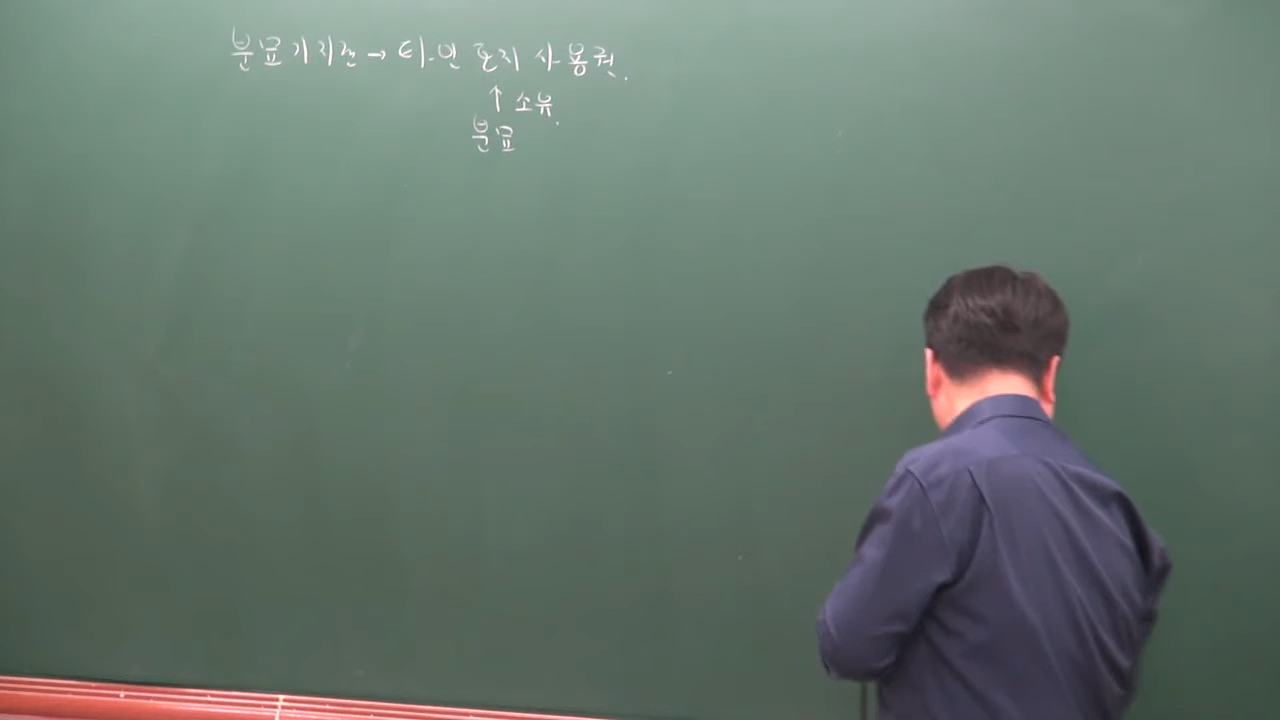 분묘기지권 → 타인 토지 사용권.
↑ 소유.
분묘